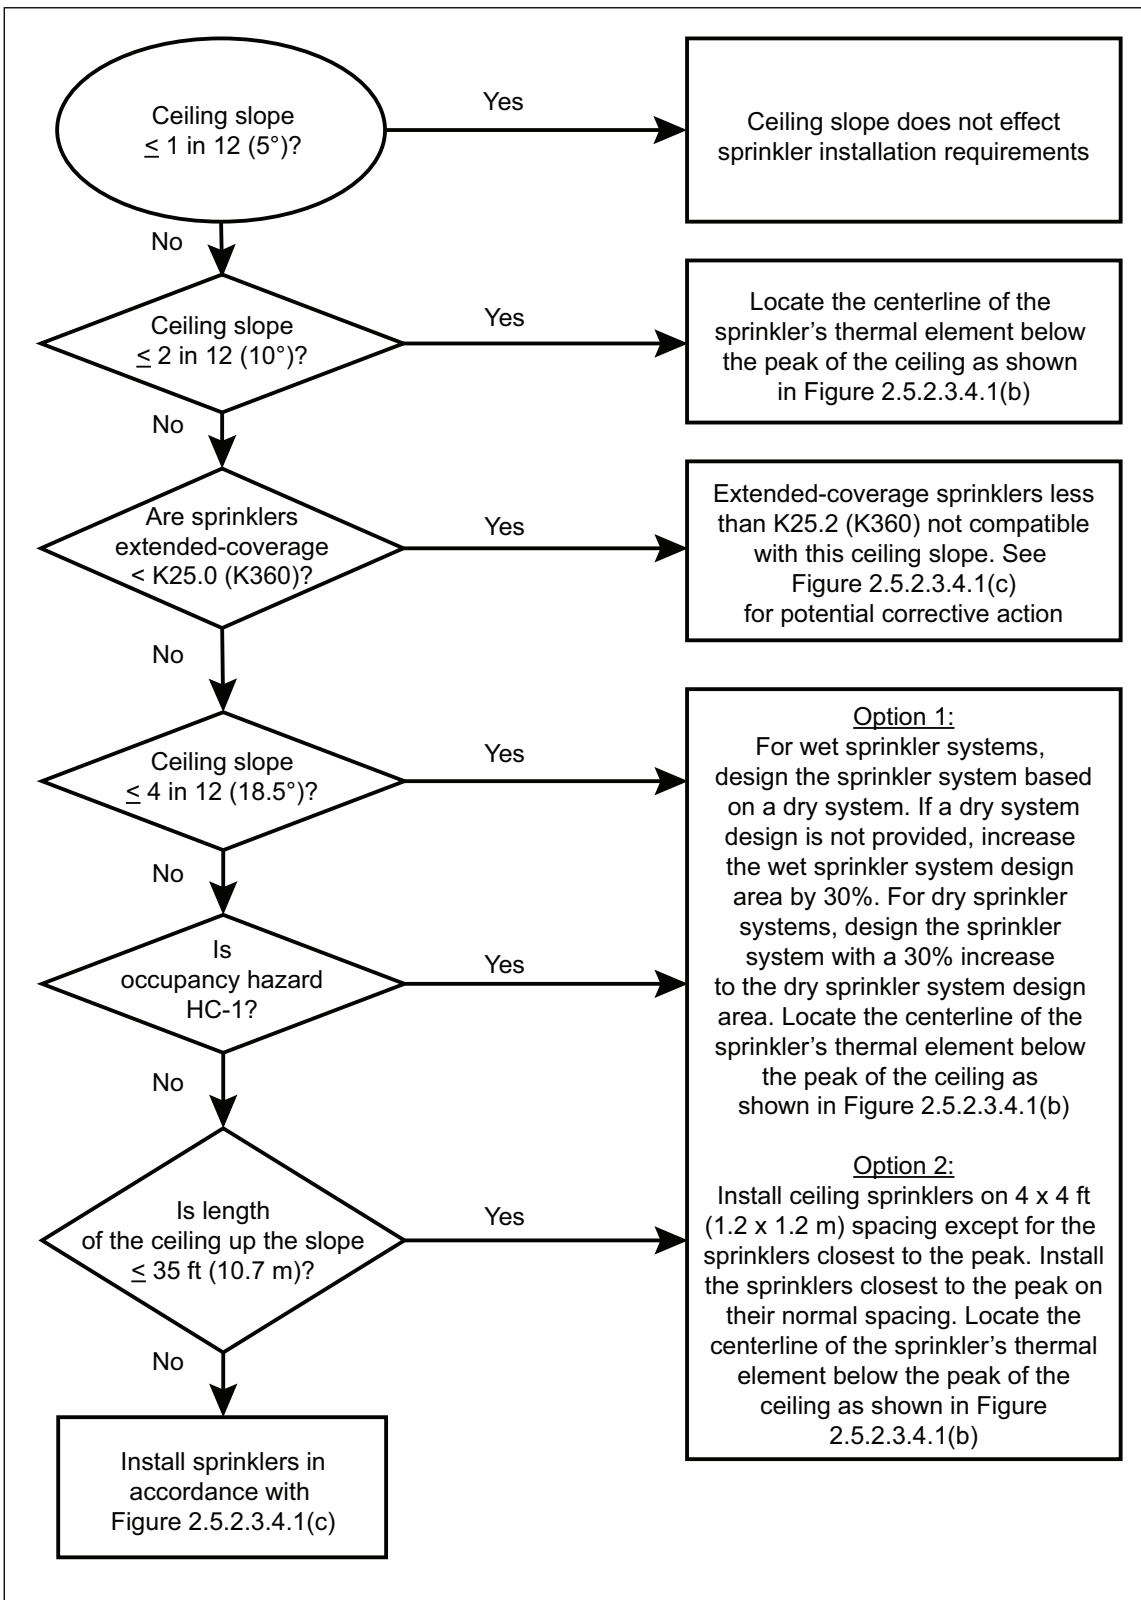 Ceiling slope
≤ 1 in 12 (5°)?
Yes
Ceiling slope does not effect
sprinkler installation requirements
No
Ceiling slope
≤ 2 in 12 (10°)?
Yes
Locate the centerline of the
sprinkler’s thermal element below
the peak of the ceiling as shown
in Figure 2.5.2.3.4.1(b)
No
Are sprinklers
extended-coverage
< K25.0 (K360)?
Yes
Extended-coverage sprinklers less
than K25.2 (K360) not compatible
with this ceiling slope. See
Figure 2.5.2.3.4.1(c)
for potential corrective action
No
Ceiling slope
≤ 4 in 12 (18.5°)?
Yes
No
Is
occupancy hazard
HC-1?
Yes
No
Is length
of the ceiling up the slope
≤ 35 ft (10.7 m)?
Yes
Option 1:
For wet sprinkler systems,
design the sprinkler system based
on a dry system. If a dry system
design is not provided, increase
the wet sprinkler system design
area by 30%. For dry sprinkler
systems, design the sprinkler
system with a 30% increase
to the dry sprinkler system design
area. Locate the centerline of the
sprinkler’s thermal element below
the peak of the ceiling as
shown in Figure 2.5.2.3.4.1(b)
Option 2:
Install ceiling sprinklers on 4 x 4 ft
(1.2 x 1.2 m) spacing except for the
sprinklers closest to the peak. Install
the sprinklers closest to the peak on
their normal spacing. Locate the
centerline of the sprinkler’s thermal
element below the peak of the
ceiling as shown in Figure
2.5.2.3.4.1(b)
No
Install sprinklers in
accordance with
Figure 2.5.2.3.4.1(c)